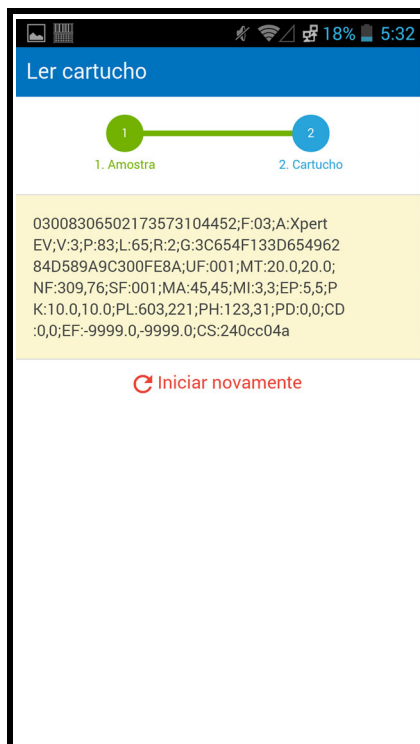 18% 5:32
Ler cartucho
1 2
1. Amostra 2. Cartucho
03008306502173573104452;F:03;A:Xpert
EV;V:3;P:83;L:65;R:2;G:3C654F133D654962
84D589A9C300FE8A;UF:001;MT:20.0,20.0;
NF:309,76;SF:001;MA:45,45;MI:3,3;EP:5,5;P
K:10.0,10.0;PL:603,221;PH:123,31;PD:0,0;CD
:0,0;EF:-9999.0,-9999.0;CS:240cc04a
Iniciar novamente